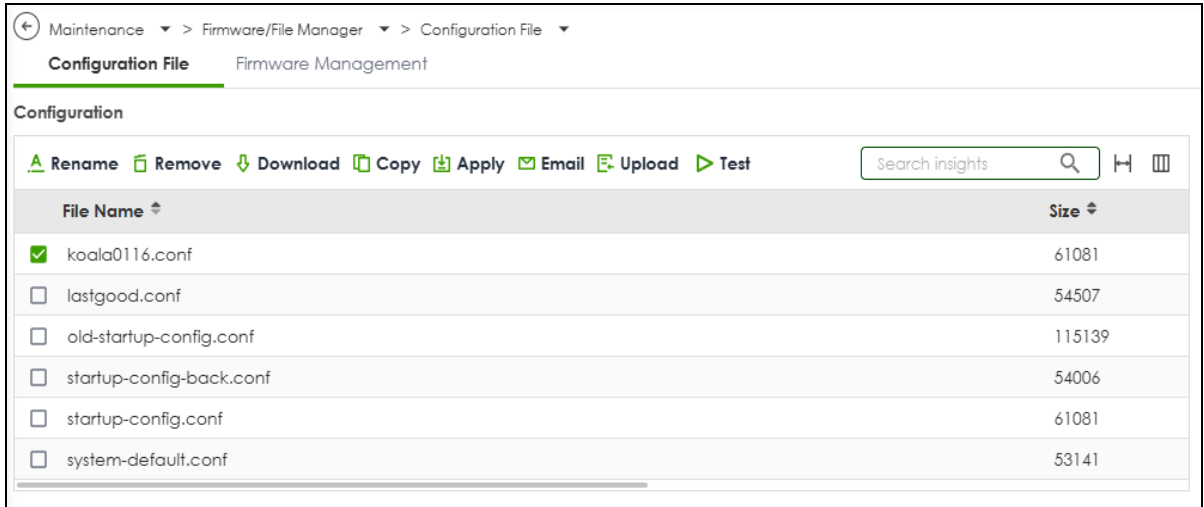 Maintenance > Firmware/File Manager > Configuration File
Configuration File Firmware Management
Configuration
Rename Remove Download Copy Apply Email Upload Test Search insights
File Name Size
koala0116.conf 61081
lastgood.conf 54507
old-startup-config.conf 115139
startup-config-back.conf 54006
startup-config.conf 61081
system-default.conf 53141